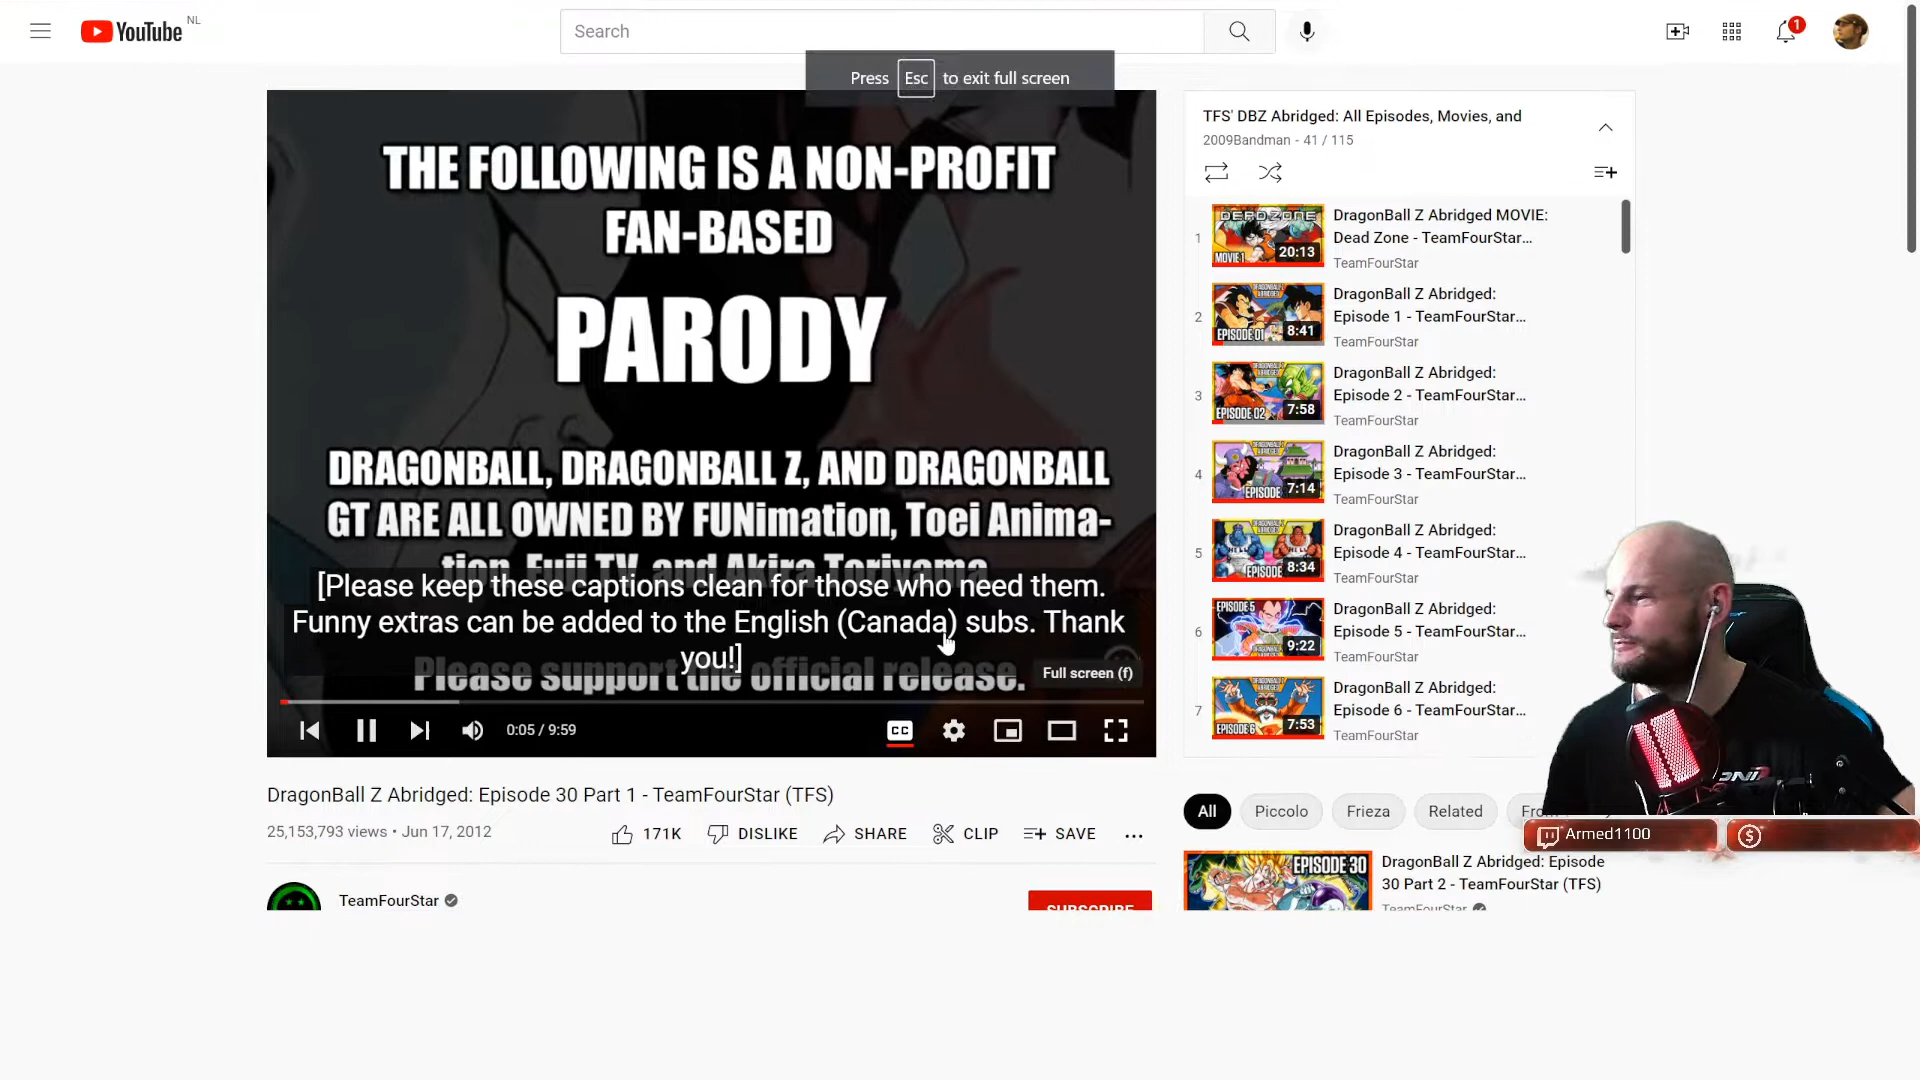 YouTube NL
Search
1
Press Esc to exit full screen
THE FOLLOWING IS A NON-PROFIT
FAN-BASED
PARODY
DRAGONBALL, DRAGONBALL Z, AND DRAGONBALL
GT ARE ALL OWNED BY FUNimation, Toei Anima-
tion, Fuji TV, and Akira Toriyama.
[Please keep these captions clean for those who need them.
Funny extras can be added to the English (Canada) subs. Thank
you!]
Please support the official release.
Full screen (f)
0:05 / 9:59
CC
DragonBall Z Abridged: Episode 30 Part 1 - TeamFourStar (TFS)
25,153,793 views • Jun 17, 2012
171K
DISLIKE
SHARE
CLIP
SAVE
TeamFourStar
SUBSCRIBE
TFS' DBZ Abridged: All Episodes, Movies, and
2009Bandman - 41 / 115
1
DEAD ZONE
MOVIE 1
20:13
DragonBall Z Abridged MOVIE:
Dead Zone - TeamFourStar...
TeamFourStar
2
EPISODE 01
8:41
DragonBall Z Abridged:
Episode 1 - TeamFourStar...
TeamFourStar
3
EPISODE 02
7:58
DragonBall Z Abridged:
Episode 2 - TeamFourStar...
TeamFourStar
4
EPISODE
7:14
DragonBall Z Abridged:
Episode 3 - TeamFourStar...
TeamFourStar
5
HELL
HELL
EPISODE
8:34
DragonBall Z Abridged:
Episode 4 - TeamFourStar...
TeamFourStar
6
EPISODE 5
9:22
DragonBall Z Abridged:
Episode 5 - TeamFourStar...
TeamFourStar
7
EPISODE 6
7:53
DragonBall Z Abridged:
Episode 6 - TeamFourStar...
TeamFourStar
All
Piccolo
Frieza
Related
Armed1100
EPISODE 30
DragonBall Z Abridged: Episode
30 Part 2 - TeamFourStar (TFS)
TeamFourStar